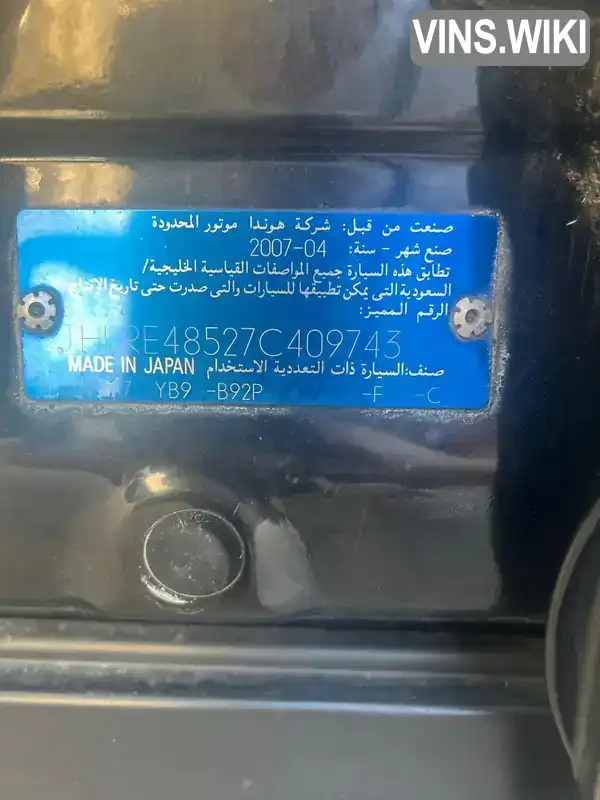 VINS.WIKI
صنعت من قبل: شركة هوندا موتور المحدودة
صنع شهر - سنة: 04-2007
تطابق هذه السيارة جميع المواصفات القياسية الخليجية/
السعودية التى يمكن تطبيقها للسيارات والتى صدرت حتى تاريخ الإنتاج
الرقم المميز:
JHLRE48527C409743
صنف: السيارة ذات التعددية الاستخدام MADE IN JAPAN
YB9 -B92P -F -C